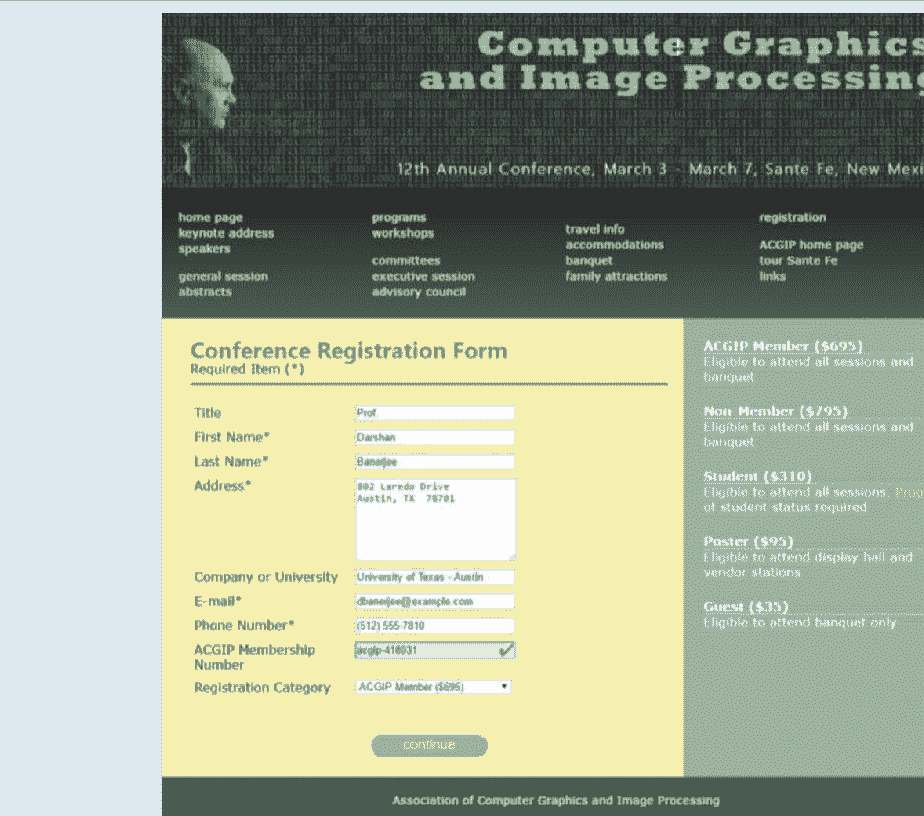 Computer Graphics
and Image Processing
12th Annual Conference, March 3 - March 7, Sante Fe, New Mexi
home page
keynote address
speakers
general session
abstracts
programs
workshops
committees
executive session
advisory council
travel info
accommodations
banquet
family attractions
registration
ACGIP home page
tour Sante Fe
links
Conference Registration Form
Required Item (*)
Title
Prof.
First Name*
Darshan
Last Name*
Banerjee
Address*
802 Laredo Drive
Austin, TX 78701
Company or University
University of Texas - Austin
E-mail*
dbanerjee@example.com
Phone Number*
(512) 555-7810
ACGIP Membership
Number
acgip-418031
Registration Category
ACGIP Member ($695)
continue
ACGIP Member ($695)
Eligible to attend all sessions and
banquet
Non Member ($795)
Eligible to attend all sessions and
banquet
Student ($310)
Eligible to attend all sessions.
of student status required
Poster ($95)
Eligible to attend display hall and
vendor stations
Guest ($35)
Eligible to attend banquet only
Association of Computer Graphics and Image Processing